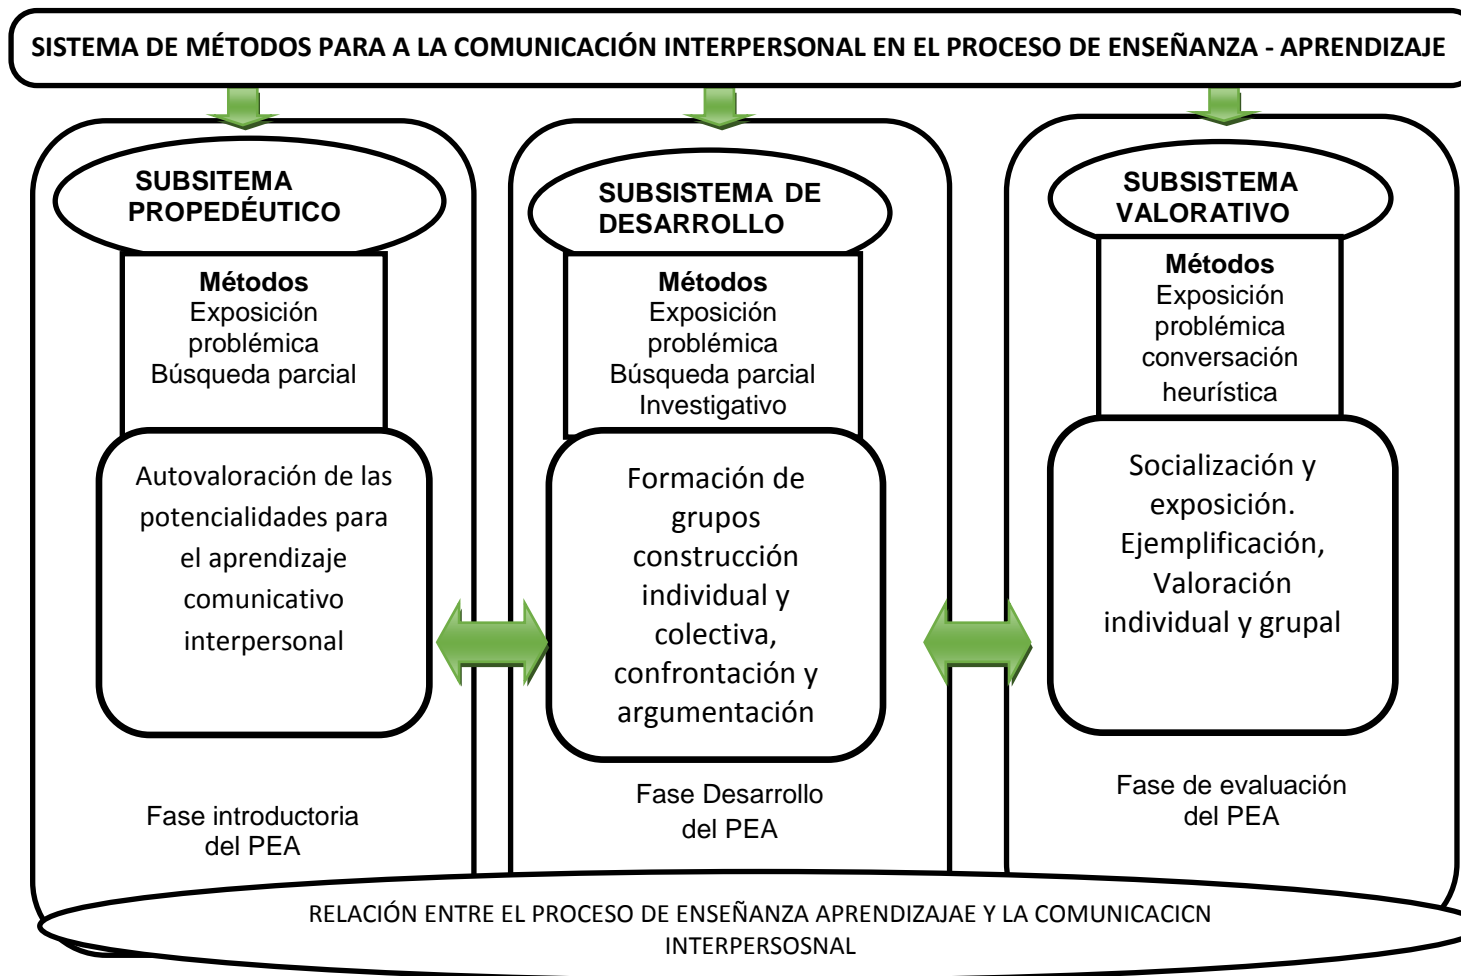 SISTEMA DE MÉTODOS PARA A LA COMUNICACIÓN INTERPERSONAL EN EL PROCESO DE ENSEÑANZA - APRENDIZAJE
SUBSITEMA
PROPEDÉUTICO
Métodos
Exposición
problémica
Búsqueda parcial
Autovaloración de las
potencialidades para
el aprendizaje
comunicativo
interpersonal
Fase introductoria
del PEA
SUBSISTEMA DE
DESARROLLO
Métodos
Exposición
problémica
Búsqueda parcial
Investigativo
Formación de
grupos
construcción
individual y
colectiva,
confrontación y
argumentación
Fase Desarrollo
del PEA
SUBSISTEMA
VALORATIVO
Métodos
Exposición
problémica
conversación
heurística
Socialización y
exposición.
Ejemplificación,
Valoración
individual y grupal
Fase de evaluación
del PEA
RELACIÓN ENTRE EL PROCESO DE ENSEÑANZA APRENDIZAJAE Y LA COMUNICACICN
INTERPERSOSNAL